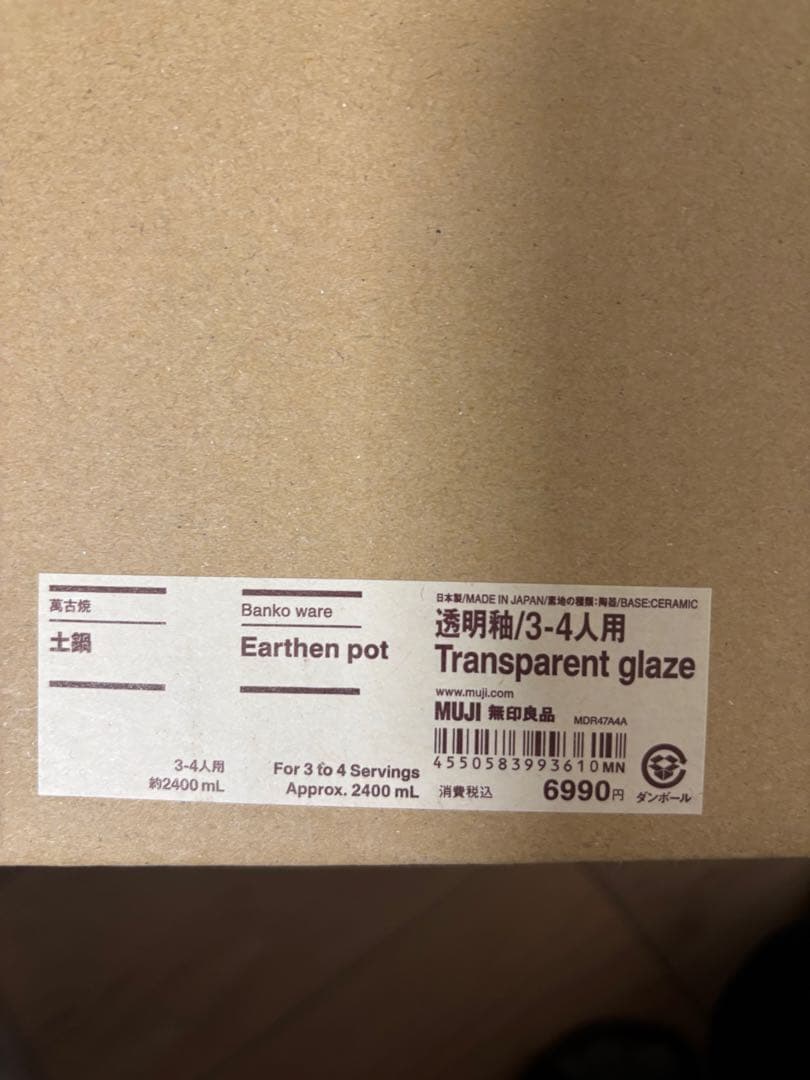 萬古焼
土鍋
3-4人用
約2400 mL
Banko ware
Earthen pot
For 3 to 4 Servings
Approx. 2400 mL
日本製/MADE IN JAPAN/素地の種類:陶器/BASE:CERAMIC
透明釉/3-4人用
Transparent glaze
www.muji.com
MUJI 無印良品 MDR47A4A
4550583993610MN
消費税込 6990円
ダンボール